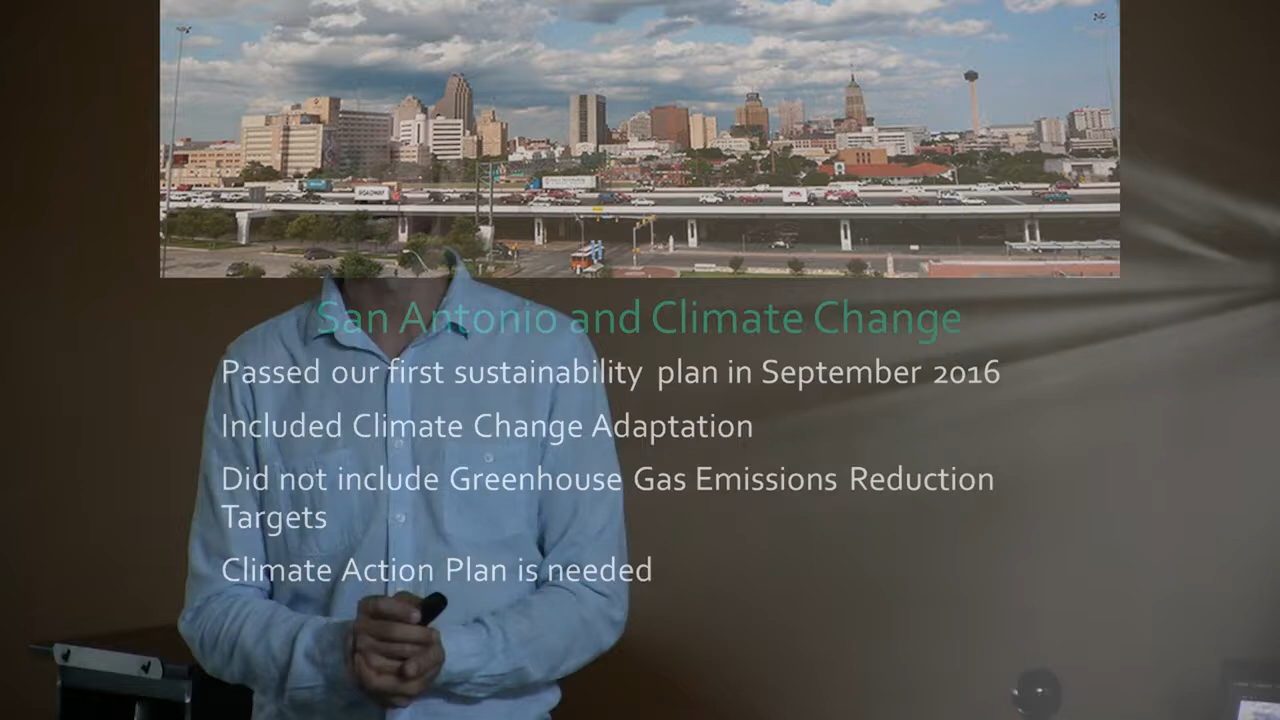 San Antonio and Climate Change
Passed our first sustainability plan in September 2016
Included Climate Change Adaptation
Did not include Greenhouse Gas Emissions Reduction
Targets
Climate Action Plan is needed